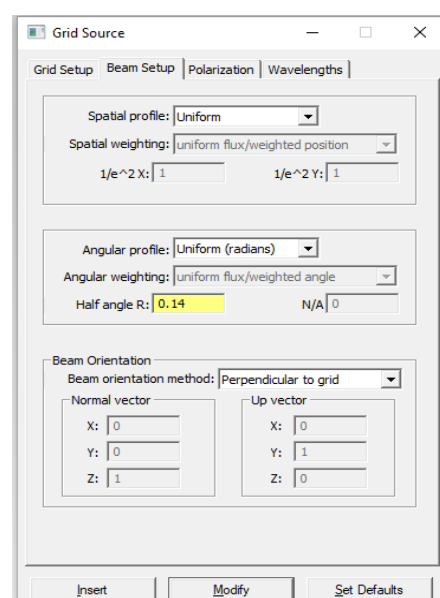 Grid Source
Grid Setup Beam Setup Polarization Wavelengths
Spatial profile: Uniform
Spatial weighting: uniform flux/weighted position
1/e^2 X: 1 1/e^2 Y: 1
Angular profile: Uniform (radians)
Angular weighting: uniform flux/weighted angle
Half angle R: 0.14 N/A 0
Beam Orientation
Beam orientation method: Perpendicular to grid
Normal vector Up vector
X: 0 X: 0
Y: 0 Y: 1
Z: 1 Z: 0
Insert Modify Set Defaults